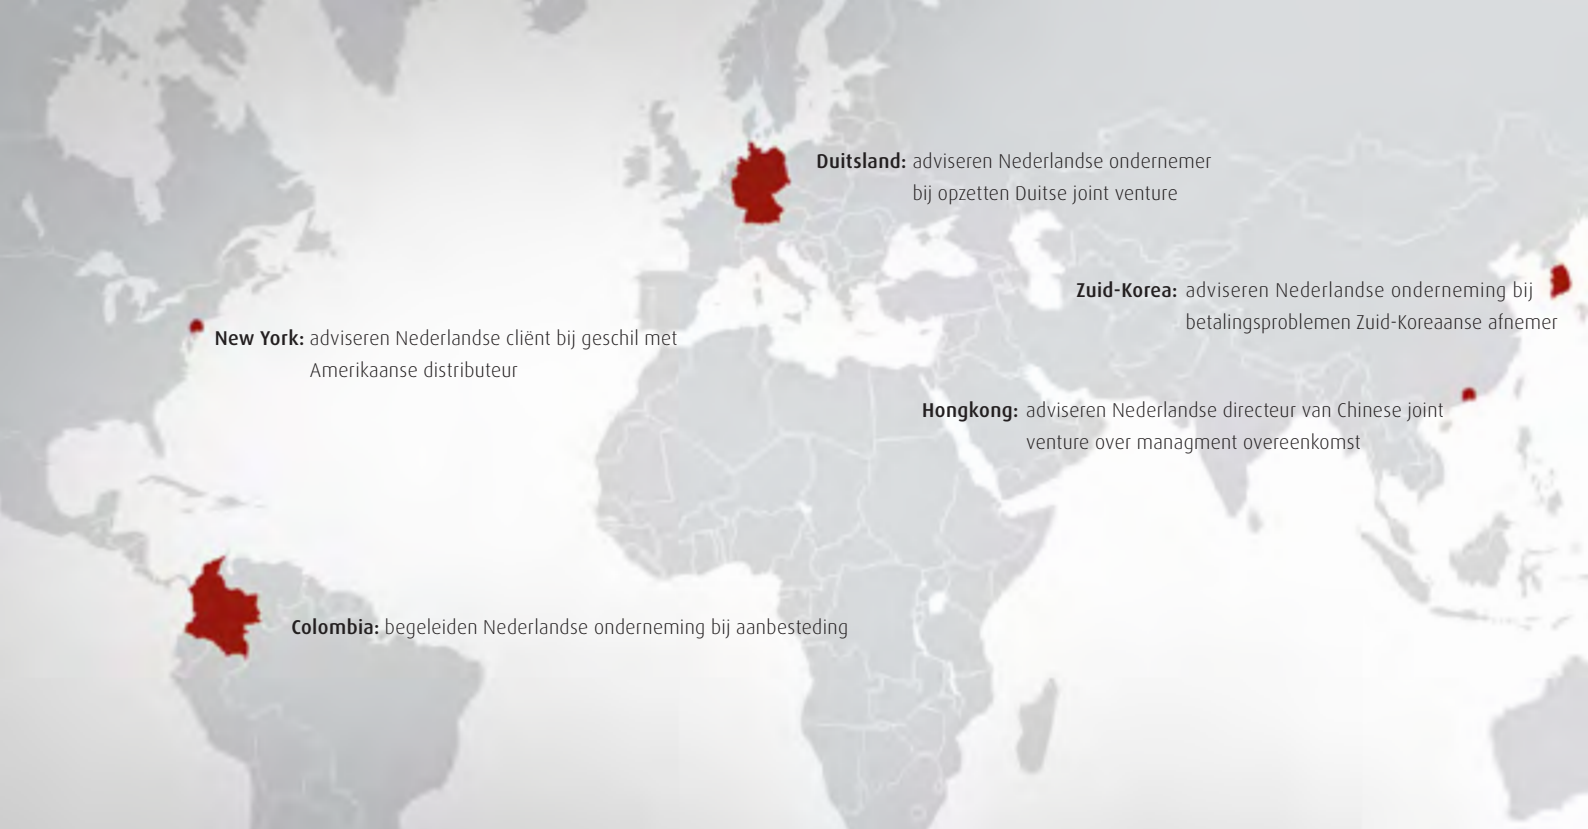 Duitsland: adviseren Nederlandse ondernemer
bij opzetten Duitse joint venture
Zuid-Korea: adviseren Nederlandse onderneming bij
betalingsproblemen Zuid-Koreaanse afnemer
New York: adviseren Nederlandse cliënt bij geschil met
Amerikaanse distributeur
Hongkong: adviseren Nederlandse directeur van Chinese joint
venture over managment overeenkomst
Colombia: begeleiden Nederlandse onderneming bij aanbesteding